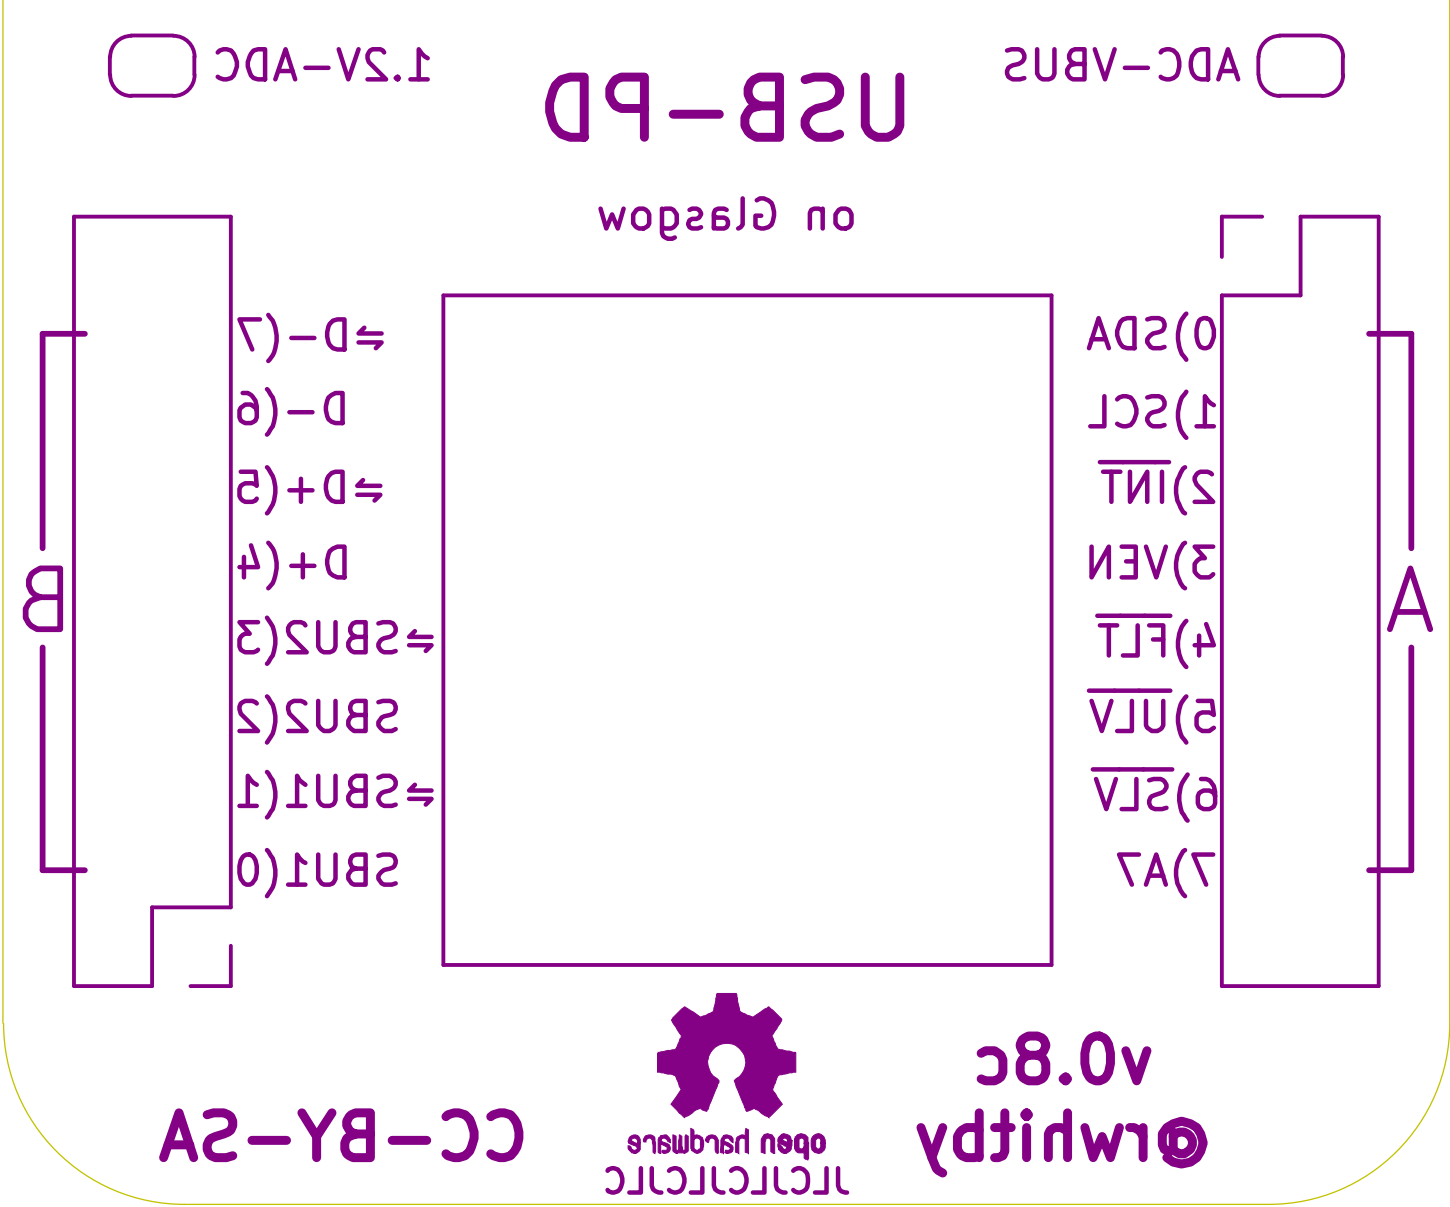 ADC-VBUS
1.2V-ADC
USB-PD
on Glasgow
A
0)SDA
1)SCL
2)INT
3)VEN
4)FLT
5)ULV
6)SLV
7)A7
⇌D-(7
D-(6
⇌D+(5
D+(4
⇌SBU2(3
SBU2(2
⇌SBU1(1
SBU1(0
B
v0.8c
@rwhitby
open hardware
JLCJLCJLCJLC
CC-BY-SA